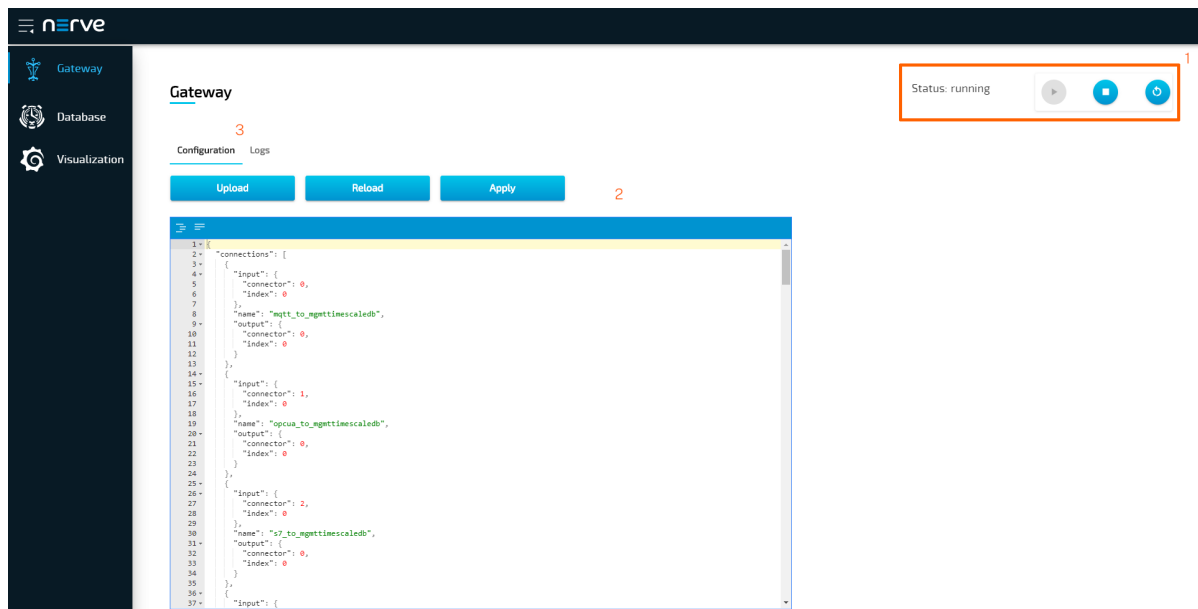 nerve
1
Gateway
Database
Visualization
Gateway
Status: running
3
Configuration Logs
Upload Reload Apply
2
1 {
2 "connections": [
3 {
4 "input": {
5 "connector": 0,
6 "index": 0
7 },
8 "name": "mqtt_to_mgmttimescaledb",
9 "output": {
10 "connector": 0,
11 "index": 0
12 }
13 },
14 {
15 "input": {
16 "connector": 1,
17 "index": 0
18 },
19 "name": "opcua_to_mgmttimescaledb",
20 "output": {
21 "connector": 0,
22 "index": 0
23 }
24 },
25 {
26 "input": {
27 "connector": 2,
28 "index": 0
29 },
30 "name": "s7_to_mgmttimescaledb",
31 "output": {
32 "connector": 0,
33 "index": 0
34 }
35 },
36 {
37 "input": {